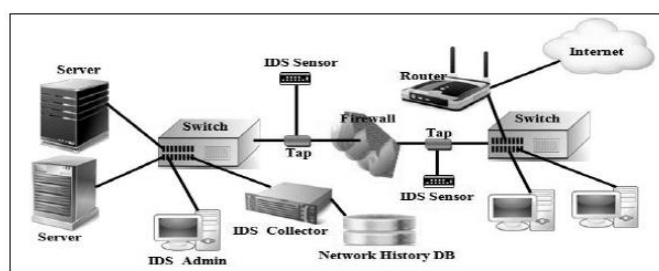 Internet
IDS Sensor
Server
Router
Firewall
Switch
Tap
Tap
Switch
IDS Sensor
Server
IDS Collector
IDS Admin
Network History DB